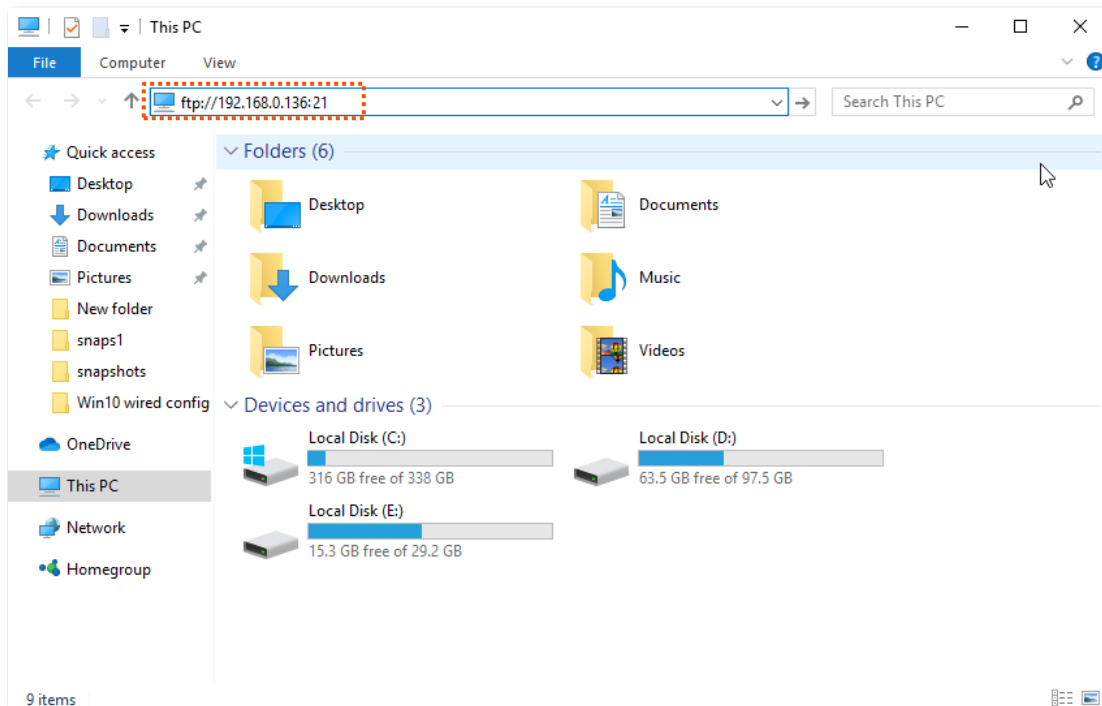 This PC
File Computer View
ftp://192.168.0.136:21
Search This PC
Quick access
Desktop
Downloads
Documents
Pictures
New folder
snaps1
snapshots
Win10 wired config
OneDrive
This PC
Network
Homegroup
Folders (6)
Desktop Documents
Downloads Music
Pictures Videos
Devices and drives (3)
Local Disk (C:) Local Disk (D:)
316 GB free of 338 GB 63.5 GB free of 97.5 GB
Local Disk (E:)
15.3 GB free of 29.2 GB
9 items